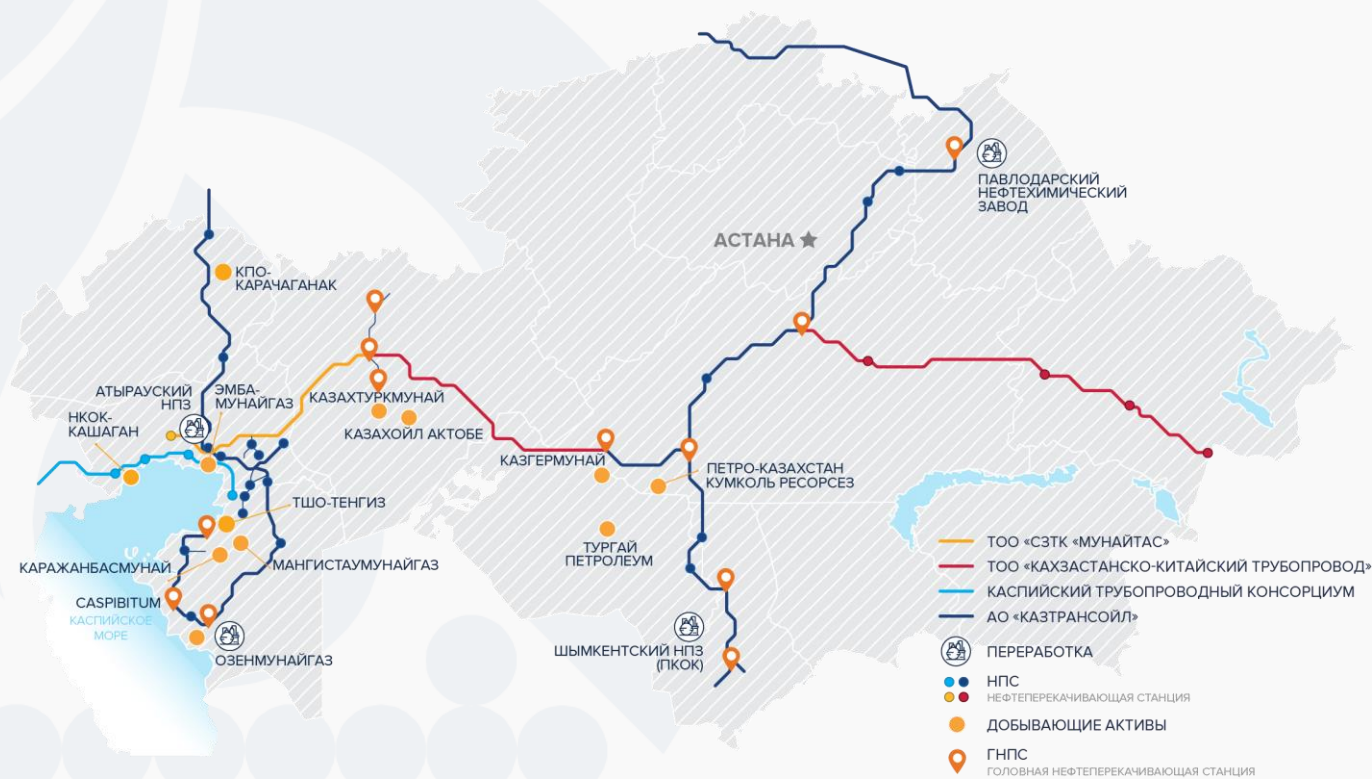 ПАВЛОДАРСКИЙ
НЕФТЕХИМИЧЕСКИЙ
ЗАВОД
АСТАНА
КПО-
КАРАЧАГАНАК
АТЫРАУСКИЙ
НПЗ
ЭМБА-
МУНАЙГАЗ
НКОК-
КАШАГАН
КАЗАХТУРКМУНАЙ
КАЗАХОЙЛ АКТОБЕ
КАЗГЕРМУНАЙ
ПЕТРО-КАЗАХСТАН
КУМКОЛЬ РЕСОРСЕЗ
ТШО-ТЕНГИЗ
ТУРГАЙ
ПЕТРОЛЕУМ
КАРАЖАНБАСМУНАЙ
МАНГИСТАУМУНАЙГАЗ
CASPIBITUM
КАСПИЙСКОЕ
МОРЕ
ОЗЕНМУНАЙГАЗ
ШЫМКЕНТСКИЙ НПЗ
(ПКОК)
ТОО «СЗТК «МУНАЙТАС»
ТОО «КАХЗАСТАНСКО-КИТАЙСКИЙ ТРУБОПРОВОД»
КАСПИЙСКИЙ ТРУБОПРОВОДНЫЙ КОНСОРЦИУМ
АО «КАЗТРАНСОЙЛ»
ПЕРЕРАБОТКА
НПС
НЕФТЕПЕРЕКАЧИВАЮЩАЯ СТАНЦИЯ
ДОБЫВАЮЩИЕ АКТИВЫ
ГНПС
ГОЛОВНАЯ НЕФТЕПЕРЕКАЧИВАЮЩАЯ СТАНЦИЯ